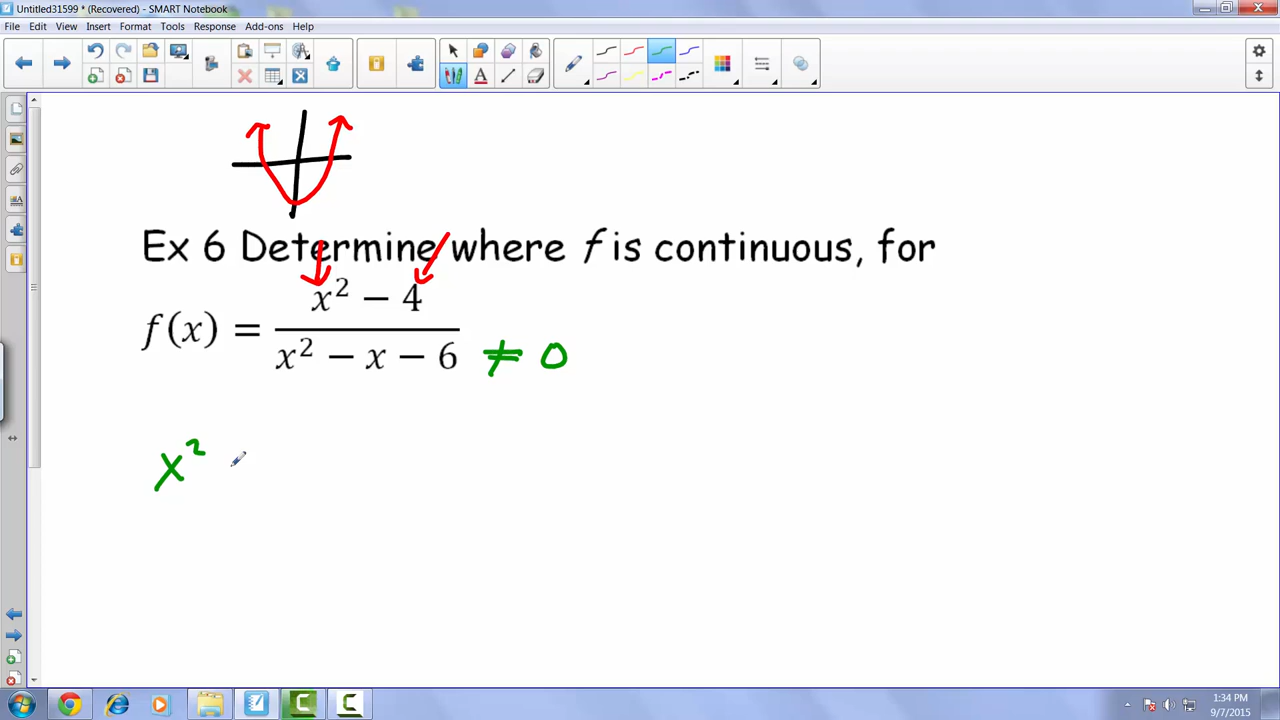 Untitled31599 * (Recovered) - SMART Notebook
File Edit View Insert Format Tools Response Add-ons Help
Ex 6 Determine where f is continuous, for
f(x) = (x² − 4)/(x² − x − 6) ≠ 0
x²
1:34 PM
9/7/2015